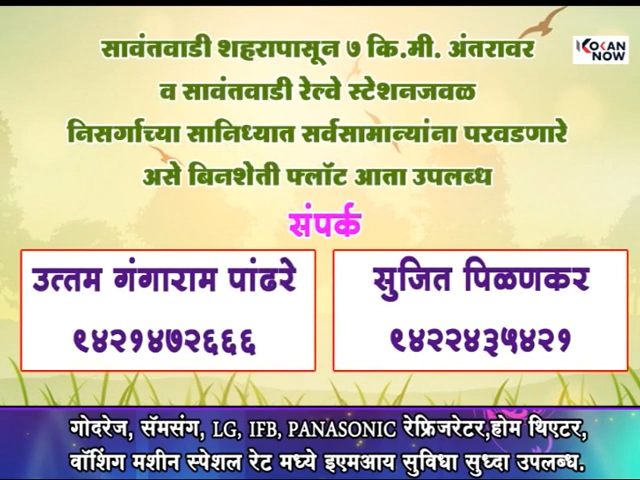 सावंतवाडी शहरापासून ७ कि.मी. अंतरावर
KOKAN
NOW
व सावंतवाडी रेल्वे स्टेशनजवळ
निसर्गाच्या सानिध्यात सर्वसामान्यांना परवडणारे
असे बिनशेती फ्लॉट आता उपलब्ध
संपर्क
उत्तम गंगाराम पांढरे
९४२१४७२६६६
सुजित पिळणकर
९४२२४३५४२१
गोदरेज, सॅमसंग, LG, IFB, PANASONIC रेफ्रिजरेटर,होम थिएटर,
वॉशिंग मशीन स्पेशल रेट मध्ये इएमआय सुविधा सुध्दा उपलब्ध.